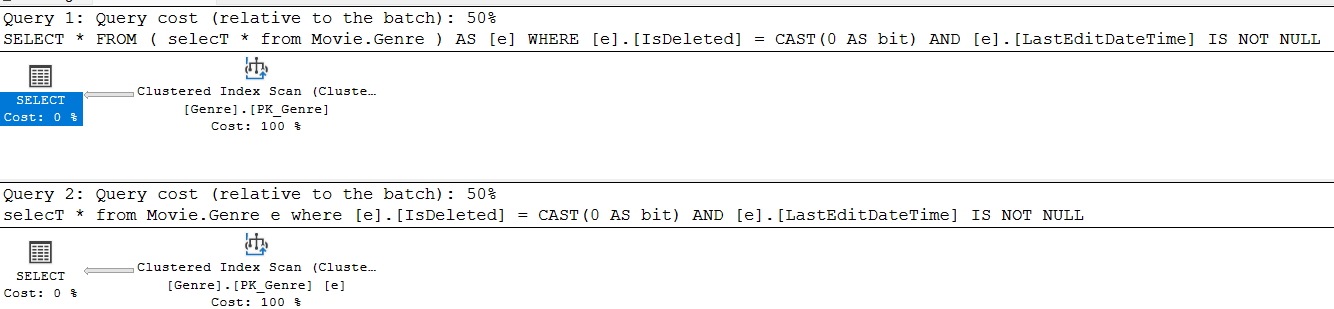 Query 1: Query cost (relative to the batch): 50%
SELECT * FROM ( selecT * from Movie.Genre ) AS [e] WHERE [e].[IsDeleted] = CAST(0 AS bit) AND [e].[LastEditDateTime] IS NOT NULL
SELECT
Cost: 0 %
Clustered Index Scan (Cluste…
[Genre].[PK_Genre]
Cost: 100 %
Query 2: Query cost (relative to the batch): 50%
selecT * from Movie.Genre e where [e].[IsDeleted] = CAST(0 AS bit) AND [e].[LastEditDateTime] IS NOT NULL
SELECT
Cost: 0 %
Clustered Index Scan (Cluste…
[Genre].[PK_Genre] [e]
Cost: 100 %